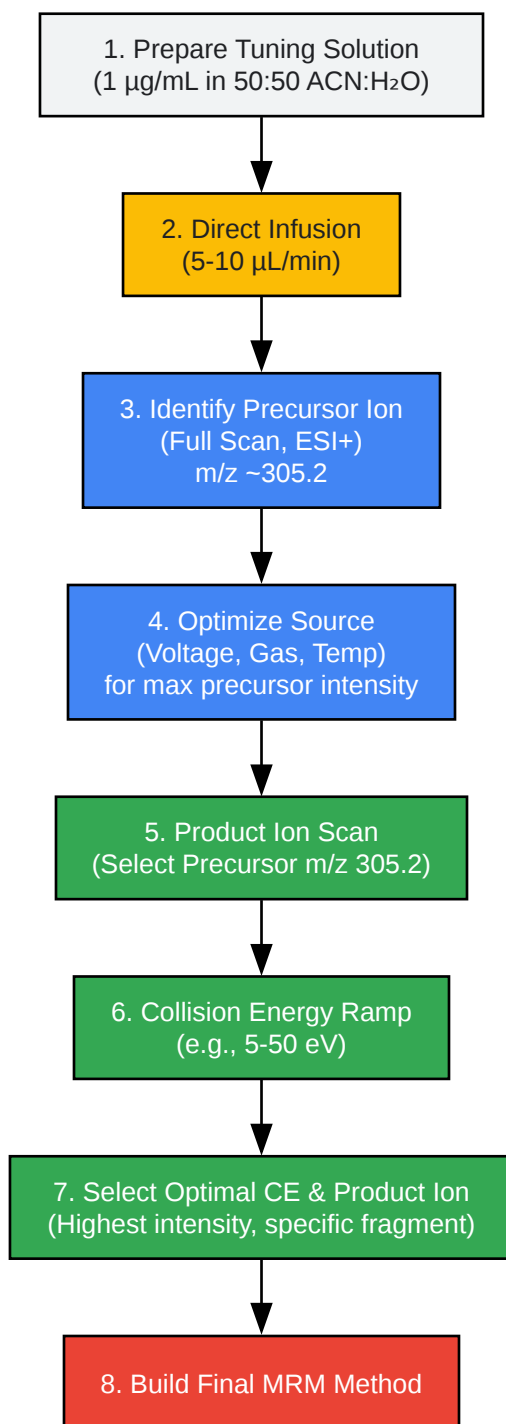 1. Prepare Tuning Solution
(1 µg/mL in 50:50 ACN:H₂O)
2. Direct Infusion
(5-10 µL/min)
3. Identify Precursor Ion
(Full Scan, ESI+)
m/z ~305.2
4. Optimize Source
(Voltage, Gas, Temp)
for max precursor intensity
5. Product Ion Scan
(Select Precursor m/z 305.2)
6. Collision Energy Ramp
(e.g., 5-50 eV)
7. Select Optimal CE & Product Ion
(Highest intensity, specific fragment)
8. Build Final MRM Method